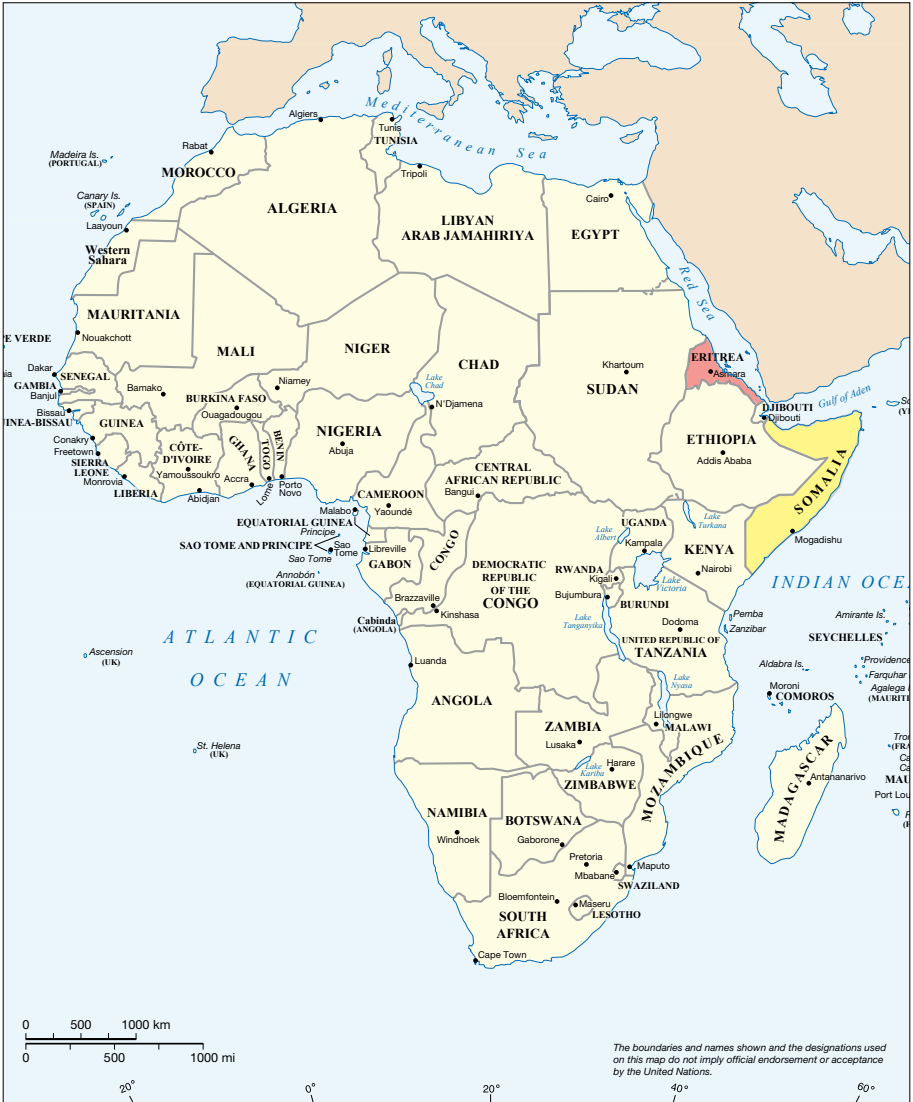 Mediterranean Sea
Algiers
Tunis
TUNISIA
Rabat
MOROCCO
Tripoli
Madeira Is.
(PORTUGAL)
Canary Is.
(SPAIN)
Laayoun
Western
Sahara
ALGERIA
LIBYAN
ARAB JAMAHIRIYA
Cairo
EGYPT
Red Sea
MAURITANIA
Nouakchott
PE VERDE
MALI
NIGER
CHAD
Khartoum
SUDAN
ERITREA
Asmara
Dakar
SENEGAL
GAMBIA
Banjul
Bamako
Niamey
Lake
Chad
N'Djamena
BURKINA FASO
Ouagadougou
Bissau
UINEA-BISSAU
GUINEA
DJIBOUTI
Djibouti
Gulf of Aden
Conakry
Freetown
SIERRA
LEONE
Monrovia
LIBERIA
CÔTE-
D'IVOIRE
Yamoussoukro
Abidjan
GHANA
Accra
TOGO
Lome
BENIN
Porto
Novo
NIGERIA
Abuja
ETHIOPIA
Addis Ababa
SOMALIA
Mogadishu
CENTRAL
AFRICAN REPUBLIC
Bangui
CAMEROON
Yaoundé
Malabo
EQUATORIAL GUINEA
Principe
SAO TOME AND PRINCIPE
Sao
Tome
Sao Tome
Libreville
GABON
CONGO
Annobón
(EQUATORIAL GUINEA)
DEMOCRATIC
REPUBLIC
OF THE
CONGO
Lake
Albert
UGANDA
Kampala
Lake
Turkana
KENYA
Nairobi
RWANDA
Kigali
Lake
Victoria
Bujumbura
BURUNDI
Brazzaville
Kinshasa
Cabinda
(ANGOLA)
Lake
Tanganyika
Dodoma
UNITED REPUBLIC OF
TANZANIA
Pemba
Zanzibar
INDIAN OCEA
Amirante Is.
SEYCHELLES
ATLANTIC
OCEAN
Ascension
(UK)
St. Helena
(UK)
Luanda
ANGOLA
Lake
Nyasa
Aldabra Is.
Providence
Farquhar
Agalega
(MAURITI
Moroni
COMOROS
ZAMBIA
Lusaka
Lilongwe
MALAWI
Lake
Kariba
Harare
ZIMBABWE
MOZAMBIQUE
MADAGASCAR
Antananarivo
(FRA
MAU
Port Lou
NAMIBIA
Windhoek
BOTSWANA
Gaborone
Pretoria
Mbabane
Maputo
SWAZILAND
Bloemfontein
Maseru
LESOTHO
SOUTH
AFRICA
Cape Town
0 500 1000 km
0 500 1000 mi
The boundaries and names shown and the designations used
on this map do not imply official endorsement or acceptance
by the United Nations.
20° 0° 20° 40° 60°